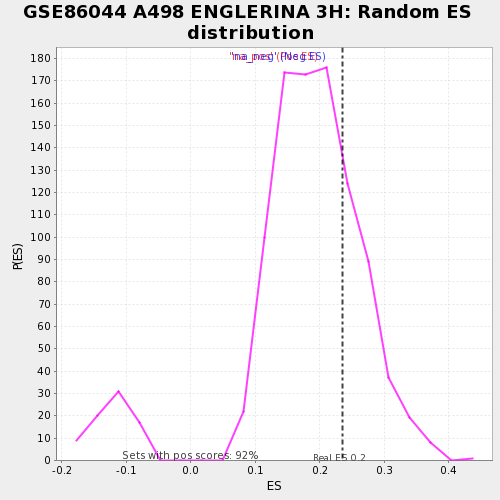 GSE86044 A498 ENGLERINA 3H: Random ES
distribution
180
170
160
150
140
130
120
110
100
90
80
70
60
50
40
30
20
10
0
P(ES)
Sets with pos scores: 92%
Real ES 0.2
-0.2 -0.1 0.0 0.1 0.2 0.3 0.4
ES